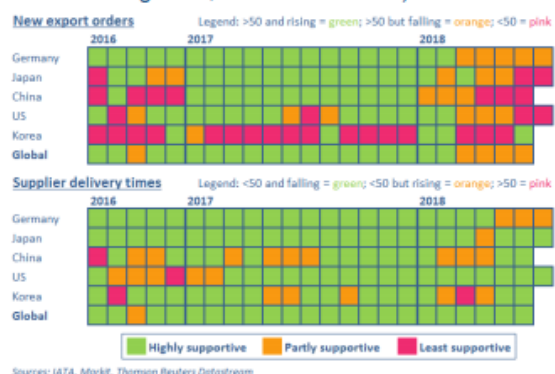 New export orders Legend: >50 and rising = green; >50 but falling = orange; <50 = pink
2016 2017 2018
Germany
Japan
China
US
Korea
Global
Supplier delivery times Legend: <50 and falling = green; <50 but rising = orange; >50 = pink
2016 2017 2018
Germany
Japan
China
US
Korea
Global
Highly supportive Partly supportive Least supportive
Sources: IATA, Markit, Thomson Reuters Datastream